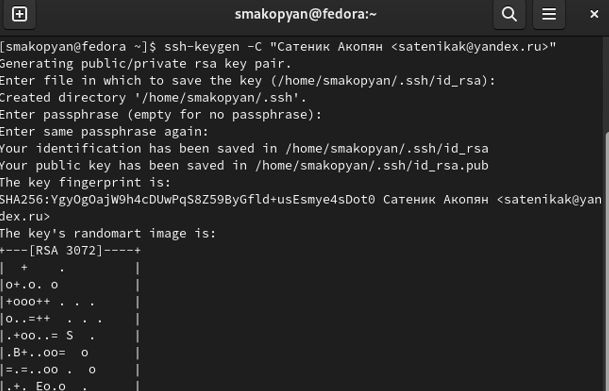 smakopyan@fedora:~
[smakopyan@fedora ~]$ ssh-keygen -C "Сатеник Акопян <satenikak@yandex.ru>"
Generating public/private rsa key pair.
Enter file in which to save the key (/home/smakopyan/.ssh/id_rsa):
Created directory '/home/smakopyan/.ssh'.
Enter passphrase (empty for no passphrase):
Enter same passphrase again:
Your identification has been saved in /home/smakopyan/.ssh/id_rsa
Your public key has been saved in /home/smakopyan/.ssh/id_rsa.pub
The key fingerprint is:
SHA256:YgyOgOajW9h4cDUwPqS8Z59ByGfld+usEsmye4sDot0 Сатеник Акопян <satenikak@yan
dex.ru>
The key's randomart image is:
+---[RSA 3072]----+
|  +    .         |
|o+.o. o          |
|+ooo++ . . .     |
|o..=++  . . .    |
|.+oo..= S  .     |
|.B+..oo=  o      |
|=.=..oo .  o     |
|.+. Eo.o  .      |